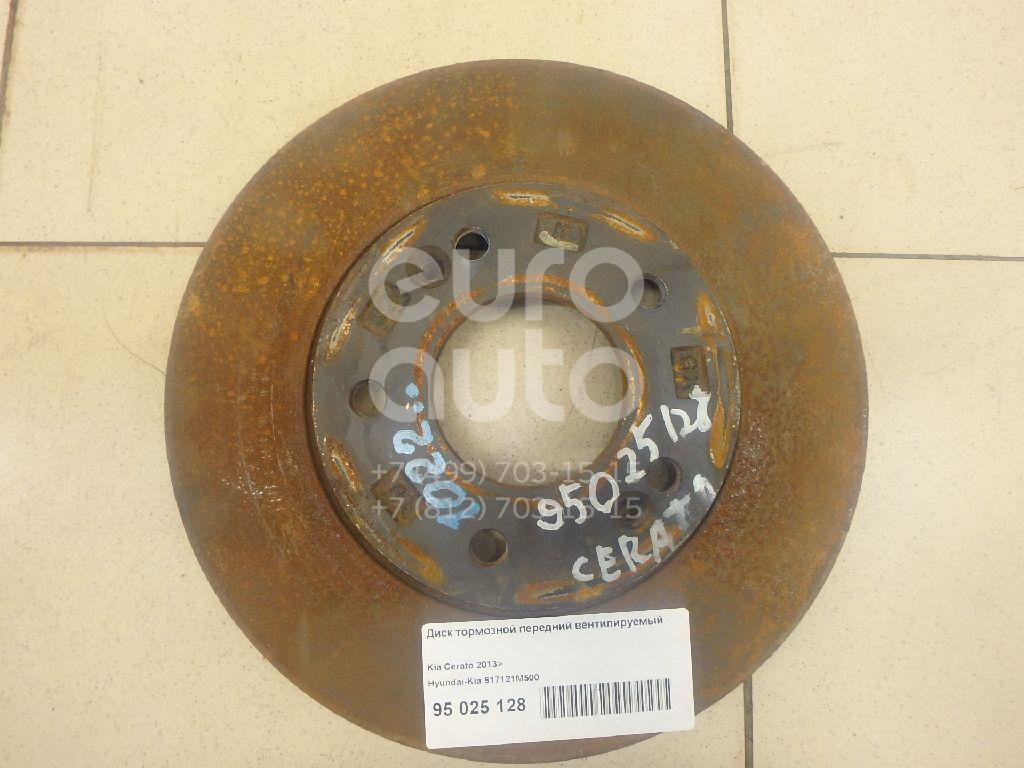 euro
auto
+7 (499) 703-15-15
+7 (812) 703-15-15
1022...
95025128
CERATO
Диск тормозной передний вентилируемый
Kia Cerato 2013>
Hyundai-Kia 517121M500
95 025 128